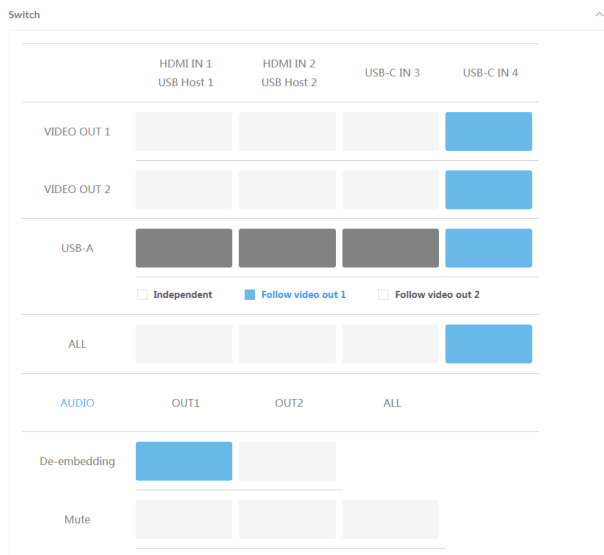 Switch
HDMI IN 1 HDMI IN 2 USB-C IN 3 USB-C IN 4
USB Host 1 USB Host 2
VIDEO OUT 1
VIDEO OUT 2
USB-A
Independent Follow video out 1 Follow video out 2
ALL
AUDIO OUT1 OUT2 ALL
De-embedding
Mute